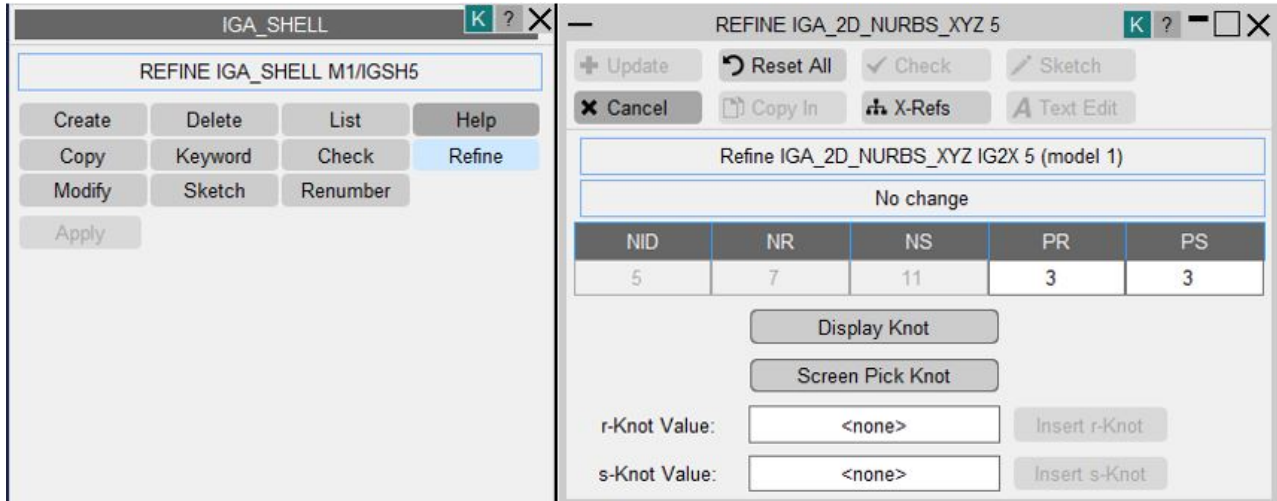 IGA_SHELL K ?
REFINE IGA_SHELL M1/IGSH5
Create Delete List Help
Copy Keyword Check Refine
Modify Sketch Renumber
Apply
REFINE IGA_2D_NURBS_XYZ 5 K ?
Update Reset All Check Sketch
Cancel Copy In X-Refs A Text Edit
Refine IGA_2D_NURBS_XYZ IG2X 5 (model 1)
No change
NID NR NS PR PS
5 7 11 3 3
Display Knot
Screen Pick Knot
r-Knot Value: <none> Insert r-Knot
s-Knot Value: <none> Insert s-Knot